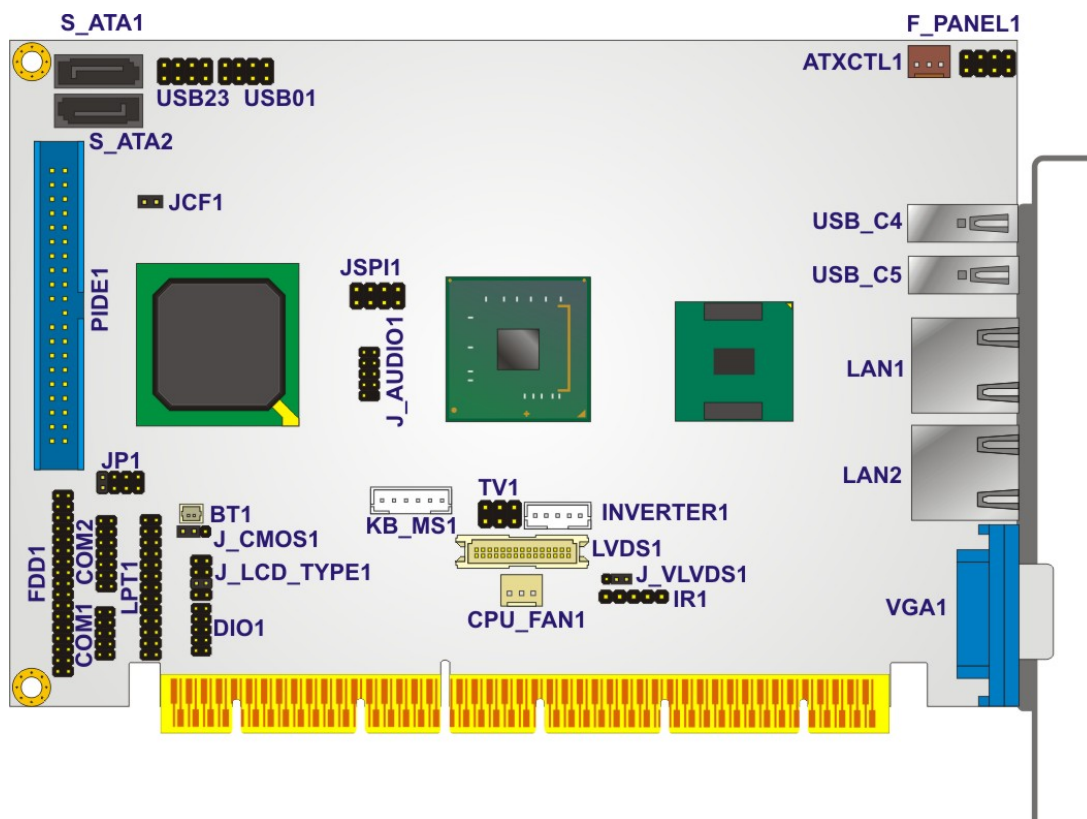 S_ATA1
F_PANEL1
ATXCTL1
USB23
USB01
S_ATA2
JCF1
USB_C4
PIDE1
JSPI1
USB_C5
J_AUDIO1
LAN1
JP1
LAN2
TV1
BT1
KB_MS1
INVERTER1
J_CMOS1
FDD1
COM2
LPT1
LVDS1
J_LCD_TYPE1
J_VLVDS1
IR1
COM1
DIO1
CPU_FAN1
VGA1